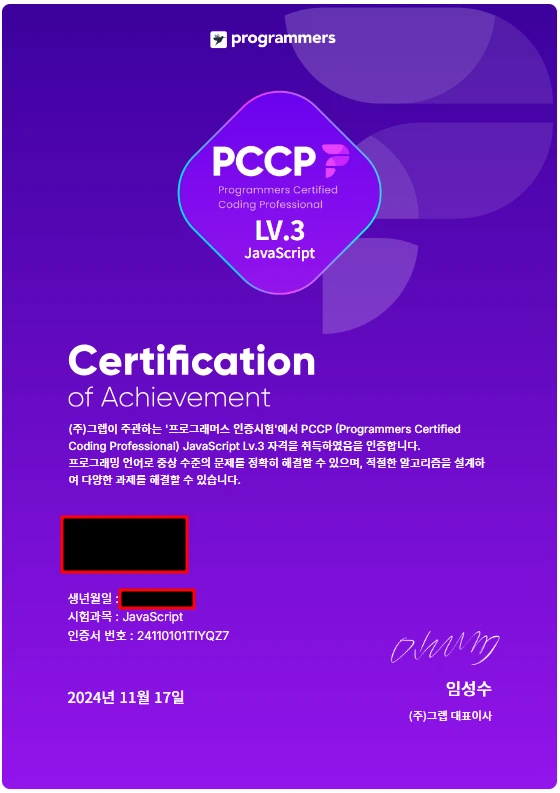 programmers
PCCP
Programmers Certified
Coding Professional
LV.3
JavaScript
Certification
of Achievement
(주)그렙이 주관하는 '프로그래머스 인증시험'에서 PCCP (Programmers Certified
Coding Professional) JavaScript Lv.3 자격을 취득하였음을 인증합니다.
프로그래밍 언어로 중상 수준의 문제를 정확히 해결할 수 있으며, 적절한 알고리즘을 설계하
여 다양한 과제를 해결할 수 있습니다.
생년월일 :
시험과목 : JavaScript
인증서 번호 : 24110101TIYQZ7
2024년 11월 17일
임성수
(주)그렙 대표이사